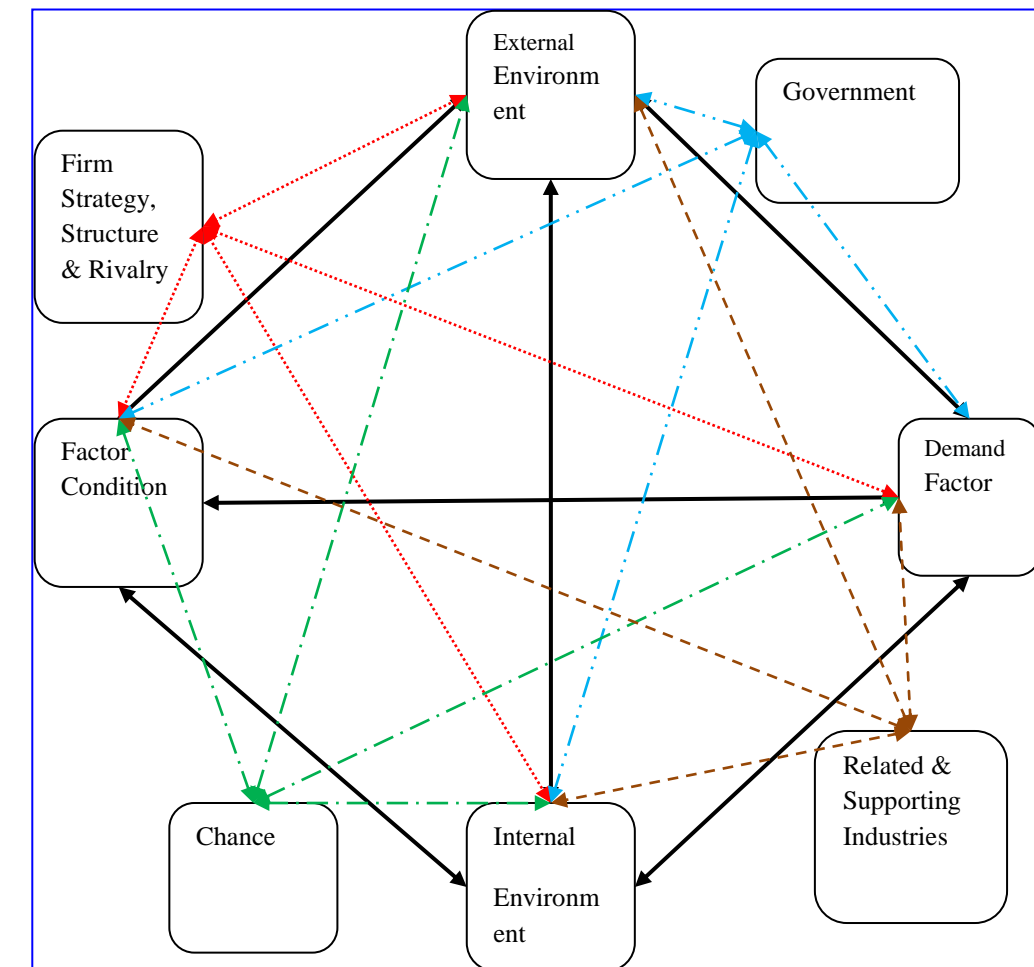 External
Environm
ent
Government
Firm
Strategy,
Structure
& Rivalry
Factor
Condition
Demand
Factor
Related &
Supporting
Industries
Chance
Internal
Environm
ent